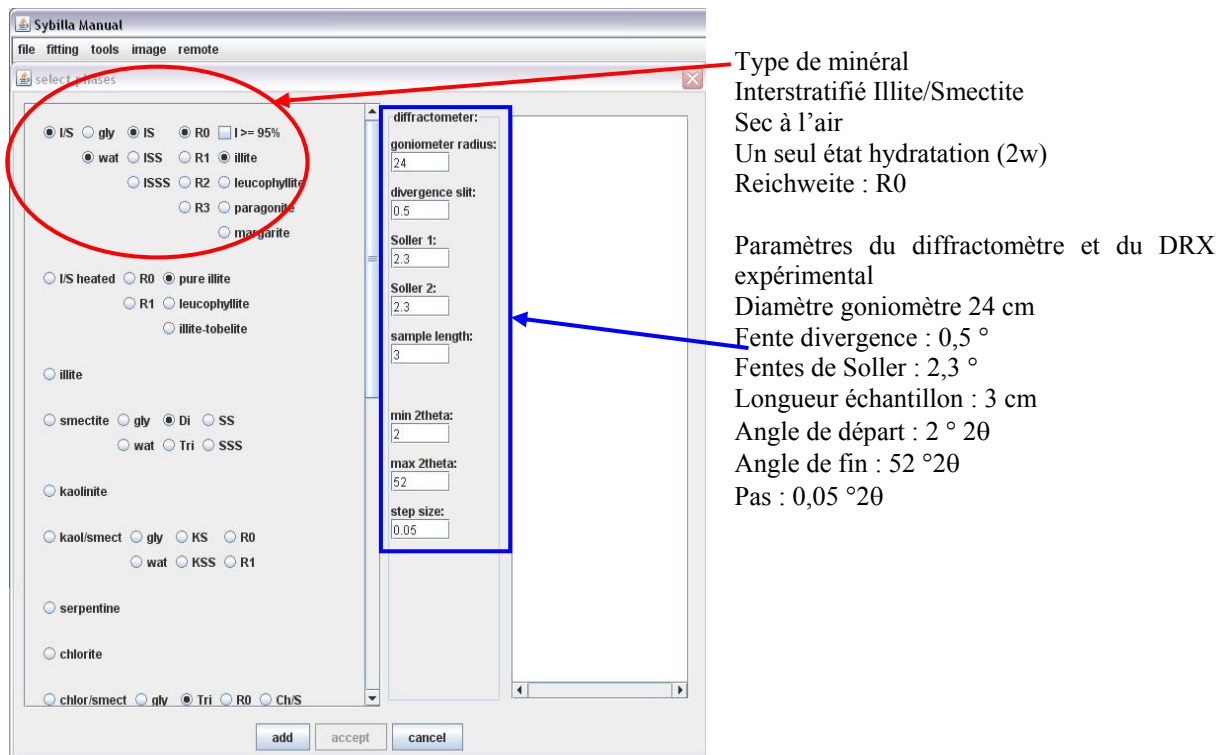 Sybilla Manual
file fitting tools image remote
select phases
I/S gly IS R0 I >= 95%
wat ISS R1 illite
ISSS R2 leucophyllite
R3 paragonite
margarite
I/S heated R0 pure illite
R1 leucophyllite
illite-tobelite
illite
smectite gly Di SS
wat Tri SSS
kaolinite
kaol/smect gly KS R0
wat KSS R1
serpentine
chlorite
chlor/smect gly Tri R0 Ch/S
diffractometer:
goniometer radius:
24
divergence slit:
0.5
Soller 1:
2.3
Soller 2:
2.3
sample length:
3
min 2theta:
2
max 2theta:
52
step size:
0.05
add accept cancel
Type de minéral
Interstratifié Illite/Smectite
Sec à l'air
Un seul état hydratation (2w)
Reichweite : R0
Paramètres du diffractomètre et du DRX
expérimental
Diamètre goniomètre 24 cm
Fente divergence : 0,5 °
Fentes de Soller : 2,3 °
Longueur échantillon : 3 cm
Angle de départ : 2 ° 2θ
Angle de fin : 52 °2θ
Pas : 0,05 °2θ